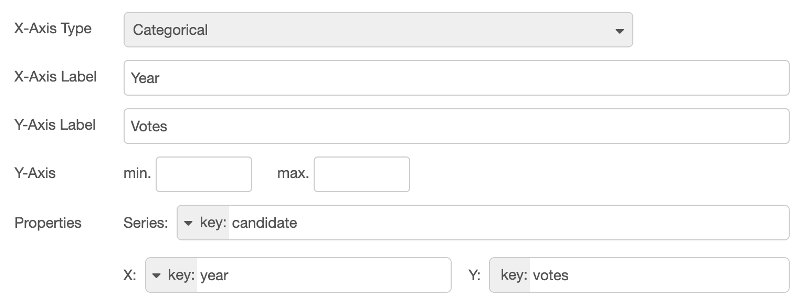 X-Axis Type Categorical
X-Axis Label Year
Y-Axis Label Votes
Y-Axis min. max.
Properties Series: key: candidate
X: key: year Y: key: votes